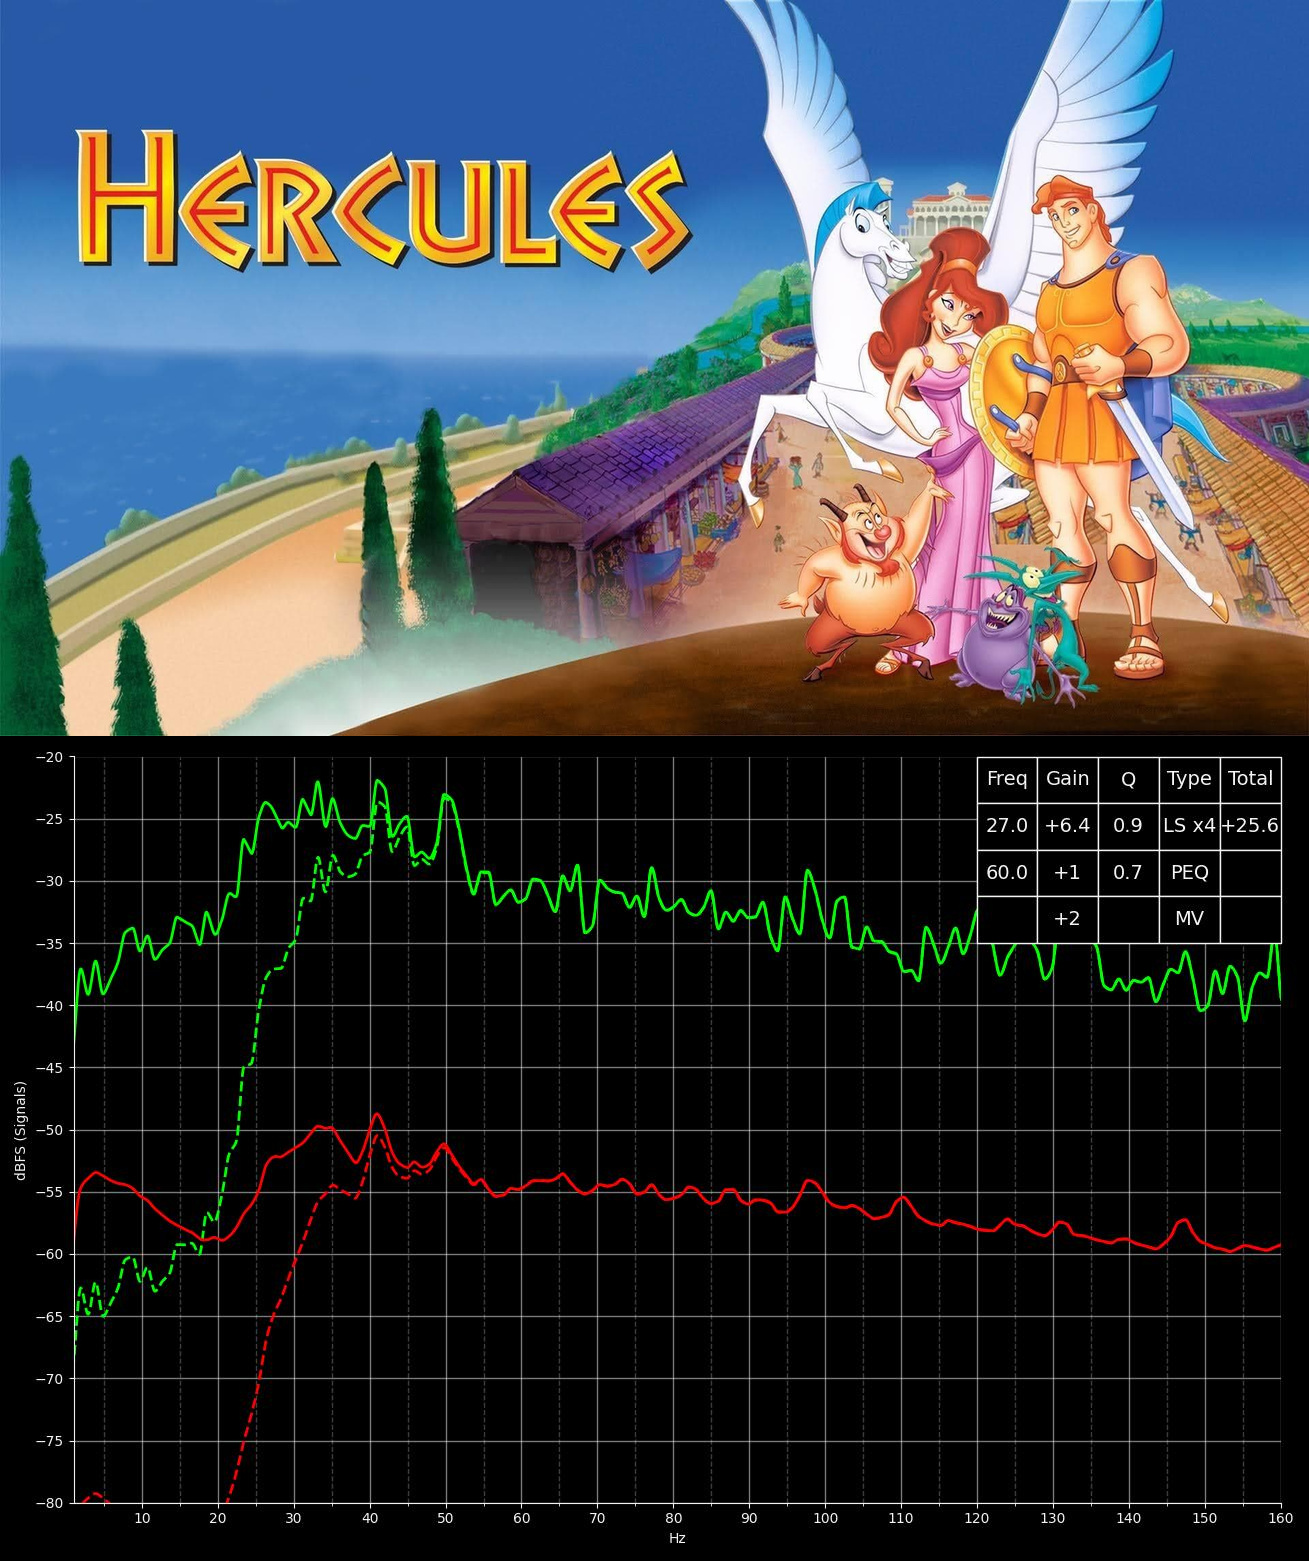 HERCULES
Freq Gain Q Type Total
27.0 +6.4 0.9 LS x4 +25.6
60.0 +1 0.7 PEQ
+2 MV
−20
−25
−30
−35
−40
−45
−50
−55
−60
−65
−70
−75
−80
dBFS (Signals)
10 20 30 40 50 60 70 80 90 100 110 120 130 140 150 160
Hz